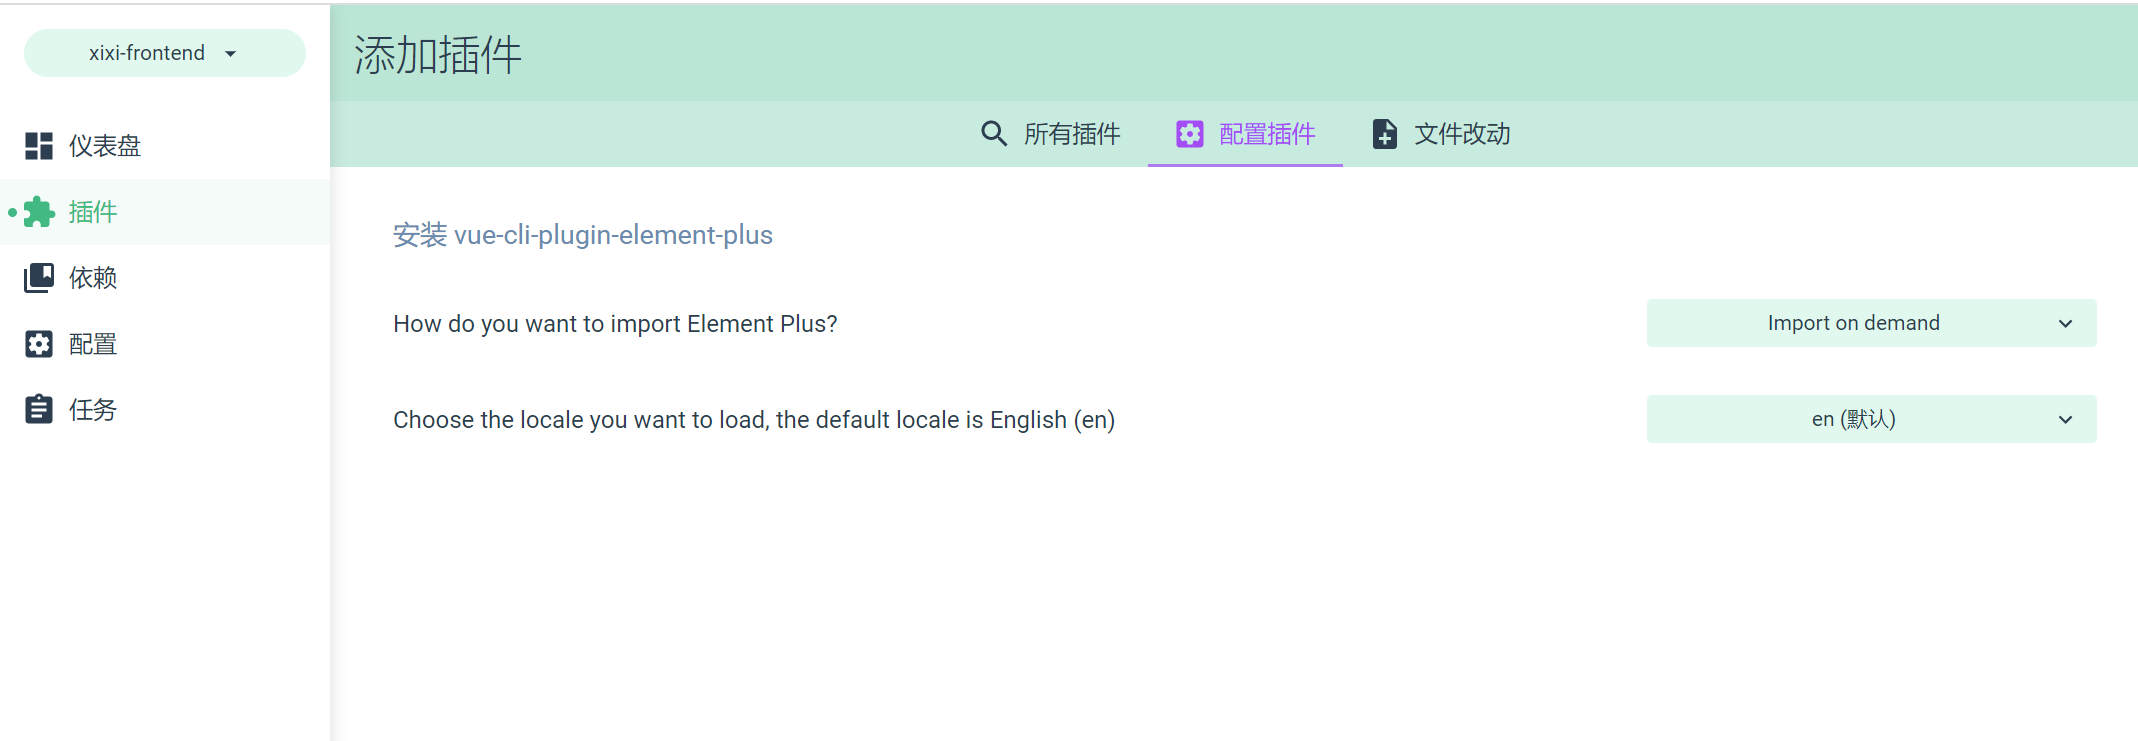 xixi-frontend
仪表盘
插件
依赖
配置
任务
添加插件
所有插件 配置插件 文件改动
安装 vue-cli-plugin-element-plus
How do you want to import Element Plus? Import on demand
Choose the locale you want to load, the default locale is English (en) en (默认)